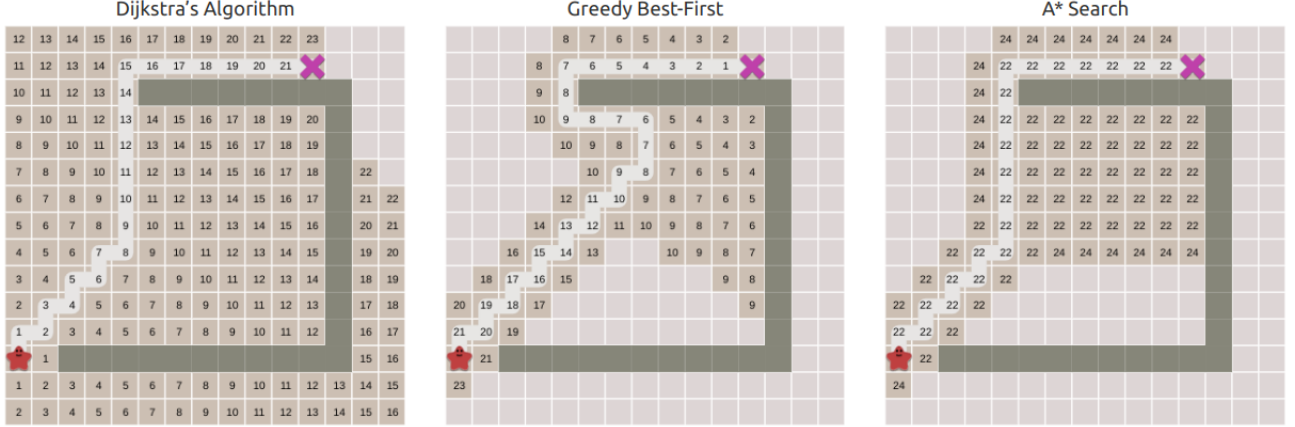 Dijkstra's Algorithm
12 13 14 15 16 17 18 19 20 21 22 23
11 12 13 14 15 16 17 18 19 20 21
10 11 12 13 14
9 10 11 12 13 14 15 16 17 18 19 20
8 9 10 11 12 13 14 15 16 17 18 19
7 8 9 10 11 12 13 14 15 16 17 18 22
6 7 8 9 10 11 12 13 14 15 16 17 21 22
5 6 7 8 9 10 11 12 13 14 15 16 20 21
4 5 6 7 8 9 10 11 12 13 14 15 19 20
3 4 5 6 7 8 9 10 11 12 13 14 18 19
2 3 4 5 6 7 8 9 10 11 12 13 17 18
1 2 3 4 5 6 7 8 9 10 11 12 16 17
1 15 16
1 2 3 4 5 6 7 8 9 10 11 12 13 14 15
2 3 4 5 6 7 8 9 10 11 12 13 14 15 16
Greedy Best-First
8 7 6 5 4 3 2
8 7 6 5 4 3 2 1
9 8
10 9 8 7 6 5 4 3 2
10 9 8 7 6 5 4 3
10 9 8 7 6 5 4
12 11 10 9 8 7 6 5
14 13 12 11 10 9 8 7 6
16 15 14 13 10 9 8 7
18 17 16 15 9 8
20 19 18 17 9
21 20 19
21
23
A* Search
24 24 24 24 24 24 24
24 22 22 22 22 22 22 22
24 22
24 22 22 22 22 22 22 22 22
24 22 22 22 22 22 22 22 22
24 22 22 22 22 22 22 22 22
24 22 22 22 22 22 22 22 22
22 22 22 22 22 22 22 22 22
22 22 22 22 24 24 24 24 24 24
22 22 22 22
22 22 22 22
22 22 22
22
24